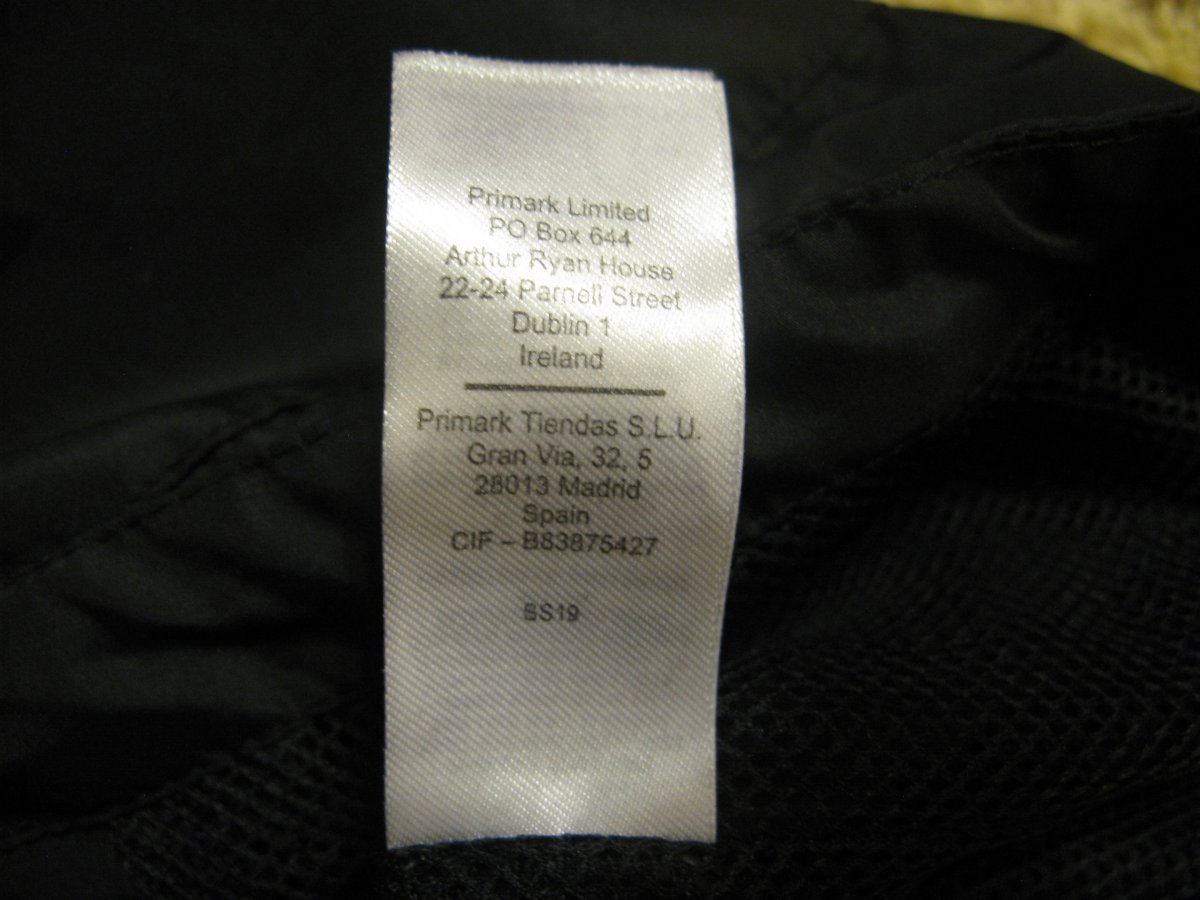 Primark Limited
PO Box 644
Arthur Ryan House
22-24 Parnell Street
Dublin 1
Ireland
Primark Tiendas S.L.U.
Gran Via, 32, 5
28013 Madrid
Spain
CIF – B83875427
BS19